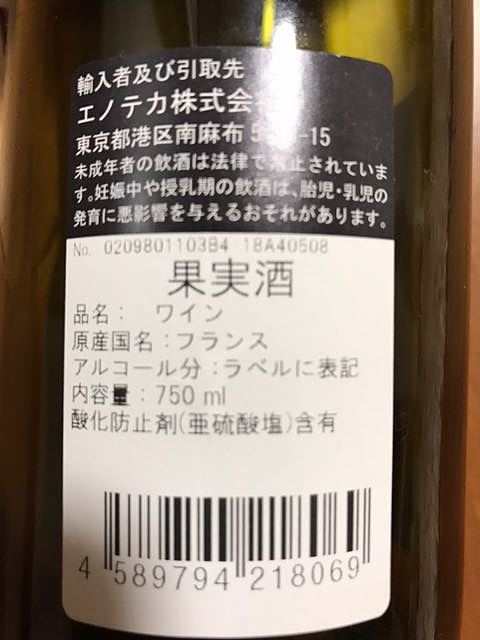 輸入者及び引取先
エノテカ株式会
東京都港区南麻布5 -15
未成年者の飲酒は法律で禁止されていま
す。妊娠中や授乳期の飲酒は、胎児・乳児の
発育に悪影響を与えるおそれがあります。
No. 0209801103B4 18A40508
果実酒
品名: ワイン
原産国名:フランス
アルコール分:ラベルに表記
内容量:750 ml
酸化防止剤(亜硫酸塩)含有
4 589794 218069